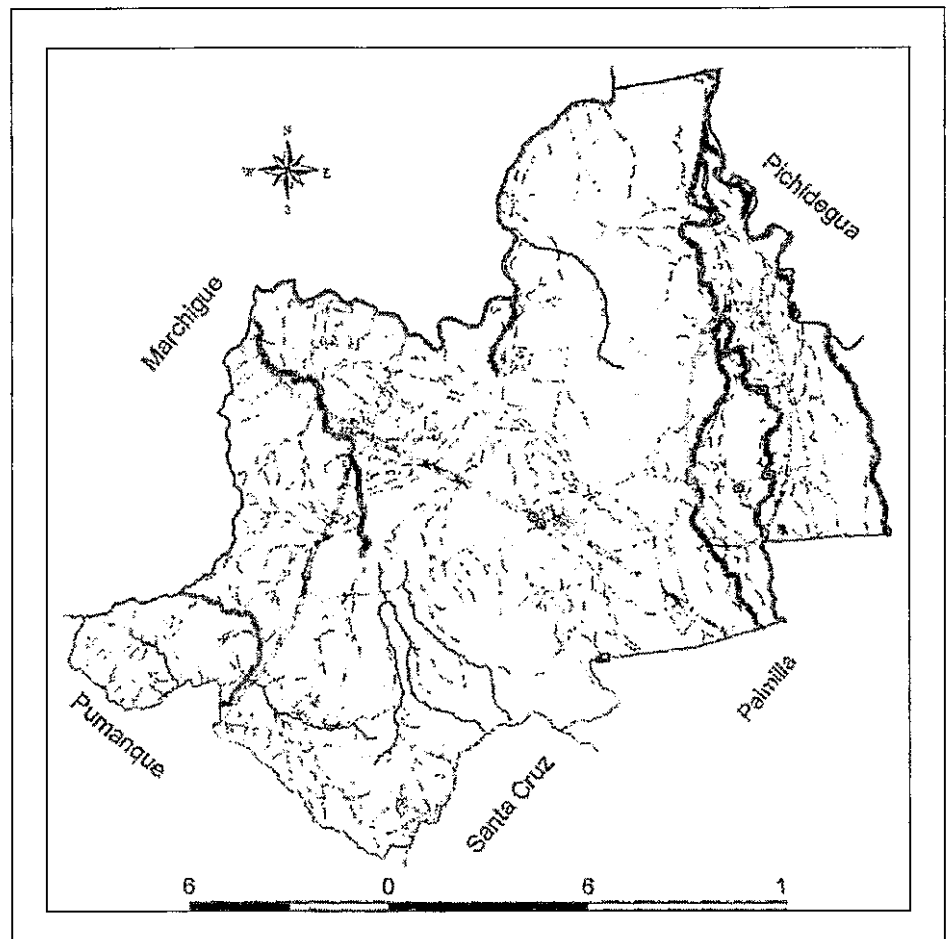 N
W E
S
Pichidegua
Marchigue
Pumanque
Palmilla
Santa Cruz
6 0 6 1